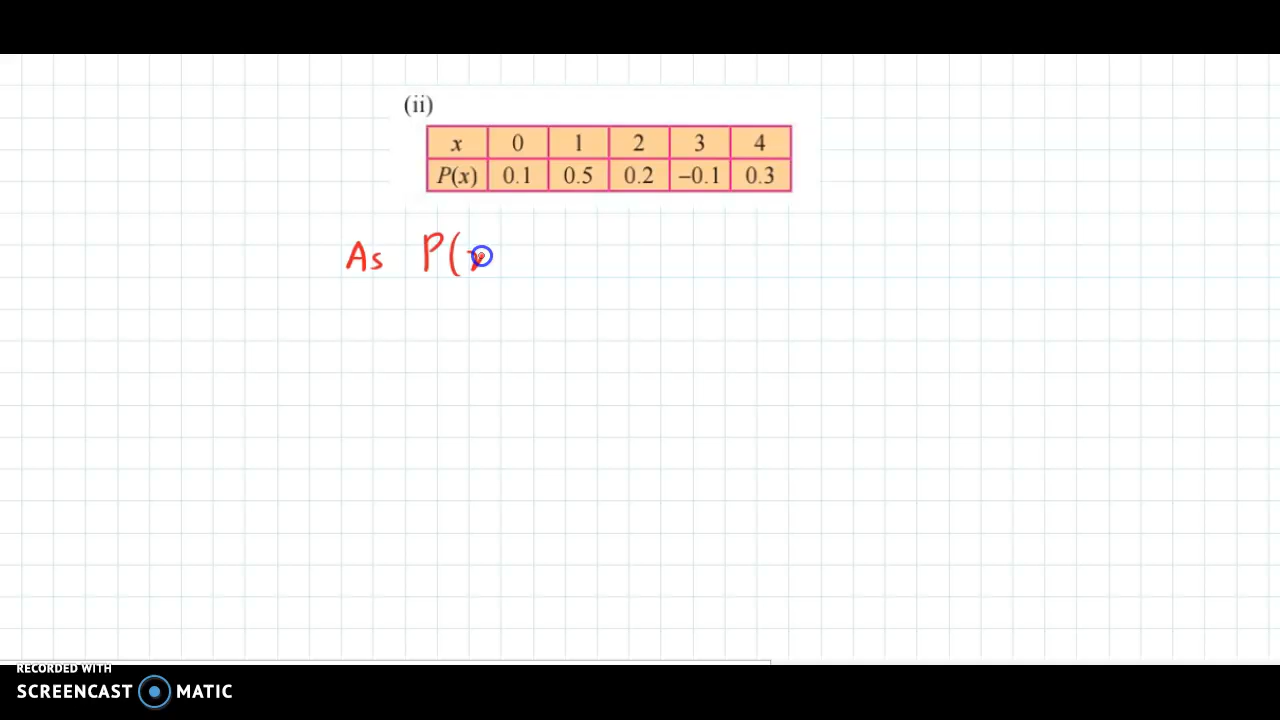 (ii)
x 0 1 2 3 4
P(x) 0.1 0.5 0.2 –0.1 0.3
As P(x
RECORDED WITH
SCREENCAST MATIC